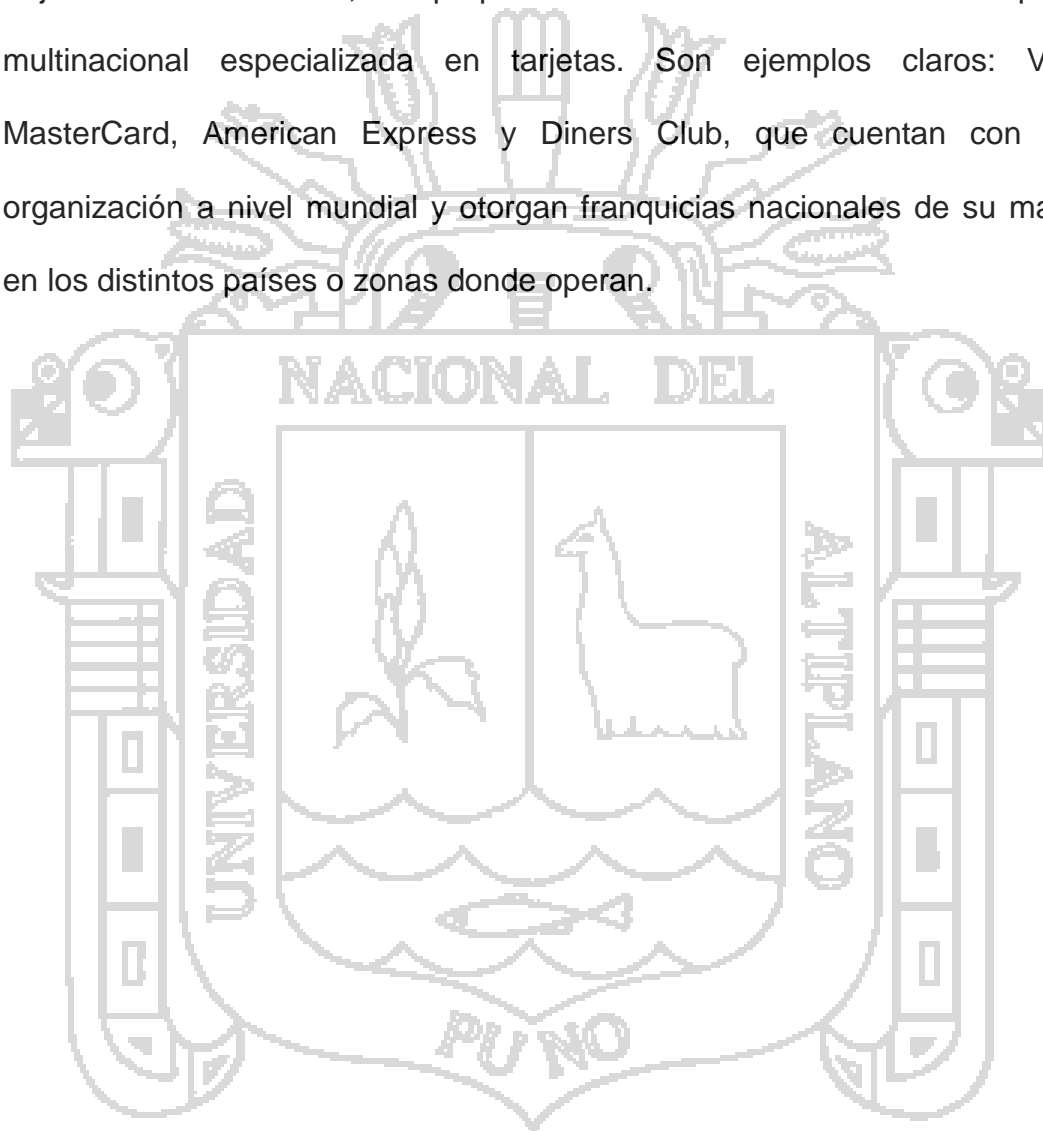 multinacional especializada en tarjetas. Son ejemplos claros:
MasterCard, American Express y Diners Club, que cuentan con
organización a nivel mundial y otorgan franquicias nacionales de su
en los distintos países o zonas donde operan.
NACIONAL DEL
UNIVERSIDAD
ALTIPLANO
PUNO